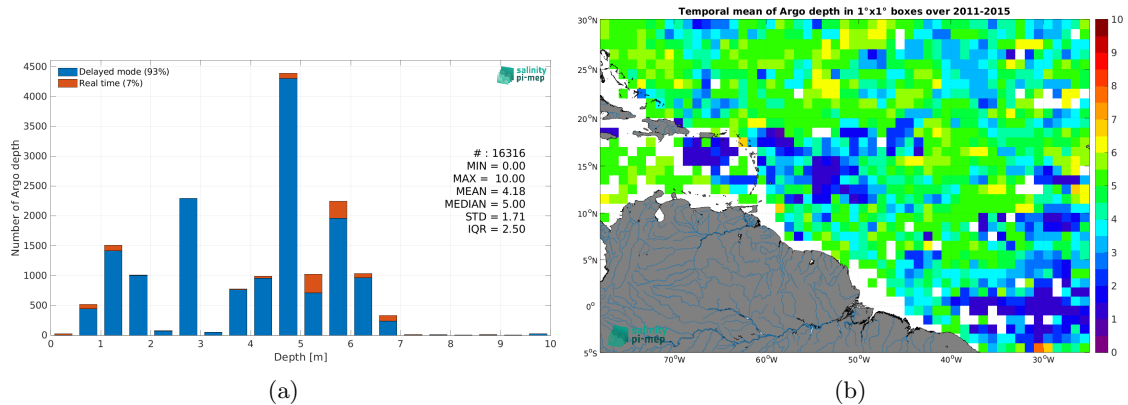 Delayed mode (93%)
Real time (7%)
salinity
pi-mep
4500
4000
3500
3000
2500
2000
1500
1000
500
0
Number of Argo depth
# : 16316
MIN = 0.00
MAX = 10.00
MEAN = 4.18
MEDIAN = 5.00
STD = 1.71
IQR = 2.50
0 1 2 3 4 5 6 7 8 9 10
Depth [m]
(a)
Temporal mean of Argo depth in 1°x1° boxes over 2011-2015
30°N
25°N
20°N
15°N
10°N
5°N
0°
5°S
70°W 60°W 50°W 40°W 30°W
salinity
pi-mep
10
9
8
7
6
5
4
3
2
1
0
(b)